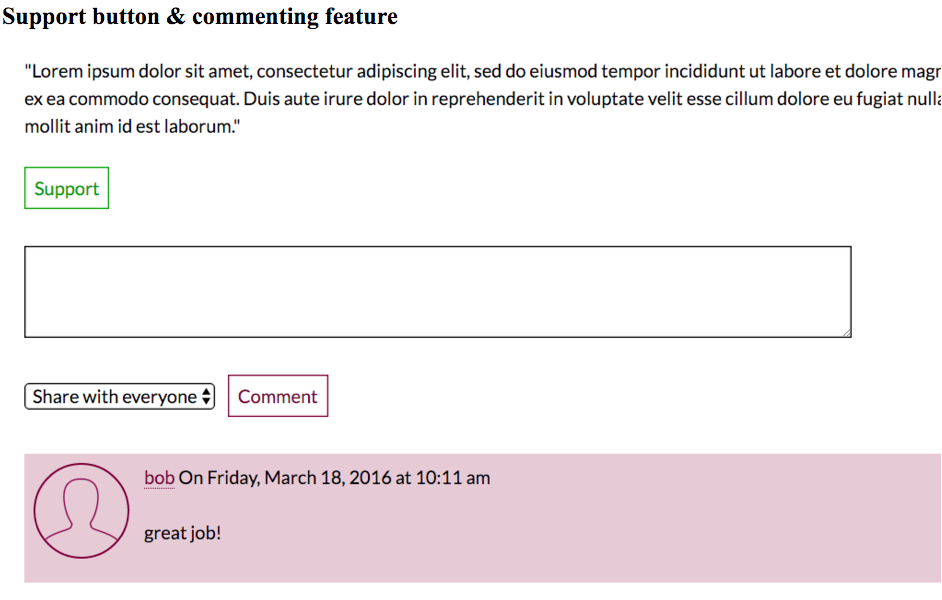 Support button & commenting feature
"Lorem ipsum dolor sit amet, consectetur adipiscing elit, sed do eiusmod tempor incididunt ut labore et dolore
ex ea commodo consequat. Duis aute irure dolor in reprehenderit in voluptate velit esse cillum dolore eu fugiat
mollit anim id est laborum."
Support
Share with everyone
Comment
bob On Friday, March 18, 2016 at 10:11 am
great job!